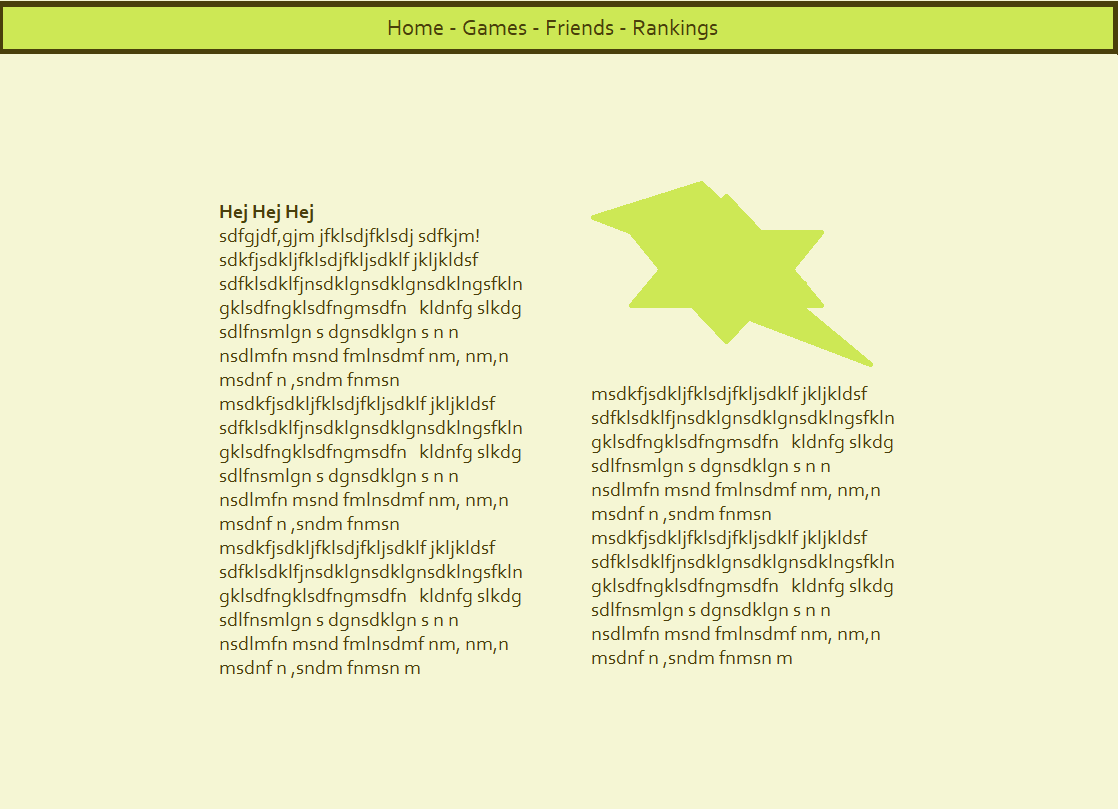 Home - Games - Friends - Rankings
Hej Hej Hej
sdfgjdf,gjm jfklsdjfklsdj sdfkjm!
sdkfjsdkljfklsdjfkljsdklf jkljkldsf
sdfklsdklfjnsdklgnsdklgnsdklngsfkln
gklsdfngklsdfngmsdfn   kldnfg slkdg
sdlfnsmlgn s dgnsdklgn s n n
nsdlmfn msnd fmlnsdmf nm, nm,n
msdnf n ,sndm fnmsn
msdkfjsdkljfklsdjfkljsdklf jkljkldsf
sdfklsdklfjnsdklgnsdklgnsdklngsfkln
gklsdfngklsdfngmsdfn   kldnfg slkdg
sdlfnsmlgn s dgnsdklgn s n n
nsdlmfn msnd fmlnsdmf nm, nm,n
msdnf n ,sndm fnmsn
msdkfjsdkljfklsdjfkljsdklf jkljkldsf
sdfklsdklfjnsdklgnsdklgnsdklngsfkln
gklsdfngklsdfngmsdfn   kldnfg slkdg
sdlfnsmlgn s dgnsdklgn s n n
nsdlmfn msnd fmlnsdmf nm, nm,n
msdnf n ,sndm fnmsn m
msdkfjsdkljfklsdjfkljsdklf jkljkldsf
sdfklsdklfjnsdklgnsdklgnsdklngsfkln
gklsdfngklsdfngmsdfn   kldnfg slkdg
sdlfnsmlgn s dgnsdklgn s n n
nsdlmfn msnd fmlnsdmf nm, nm,n
msdnf n ,sndm fnmsn
msdkfjsdkljfklsdjfkljsdklf jkljkldsf
sdfklsdklfjnsdklgnsdklgnsdklngsfkln
gklsdfngklsdfngmsdfn   kldnfg slkdg
sdlfnsmlgn s dgnsdklgn s n n
nsdlmfn msnd fmlnsdmf nm, nm,n
msdnf n ,sndm fnmsn m